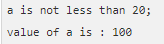 a is not less than 20;
value of a is : 100